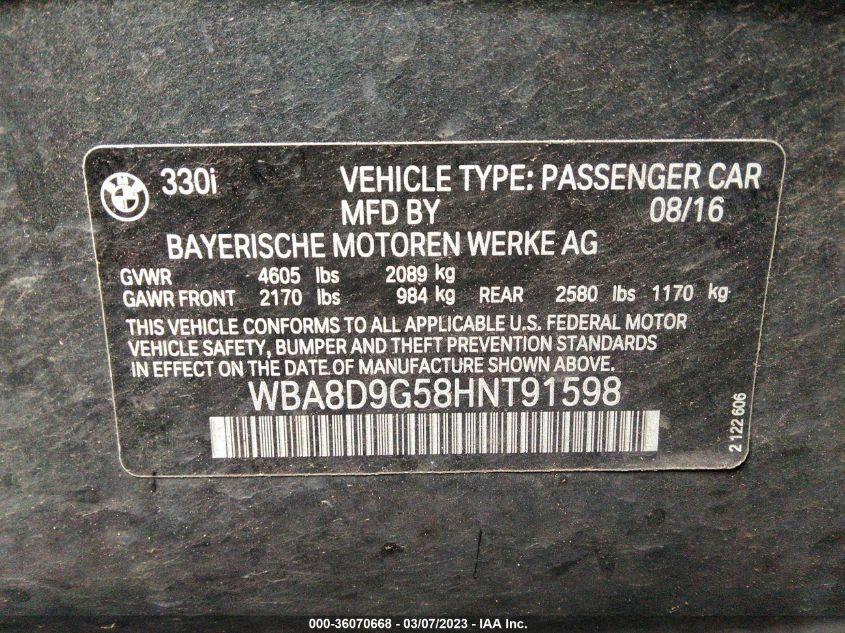 330i VEHICLE TYPE: PASSENGER CAR
MFD BY 08/16
BAYERISCHE MOTOREN WERKE AG
GVWR 4605 lbs 2089 kg
GAWR FRONT 2170 lbs 984 kg REAR 2580 lbs 1170 kg
THIS VEHICLE CONFORMS TO ALL APPLICABLE U.S. FEDERAL MOTOR
VEHICLE SAFETY, BUMPER AND THEFT PREVENTION STANDARDS
IN EFFECT ON THE DATE OF MANUFACTURE SHOWN ABOVE.
WBA8D9G58HNT91598
2 122 606
000-36070668 - 03/07/2023 - IAA Inc.